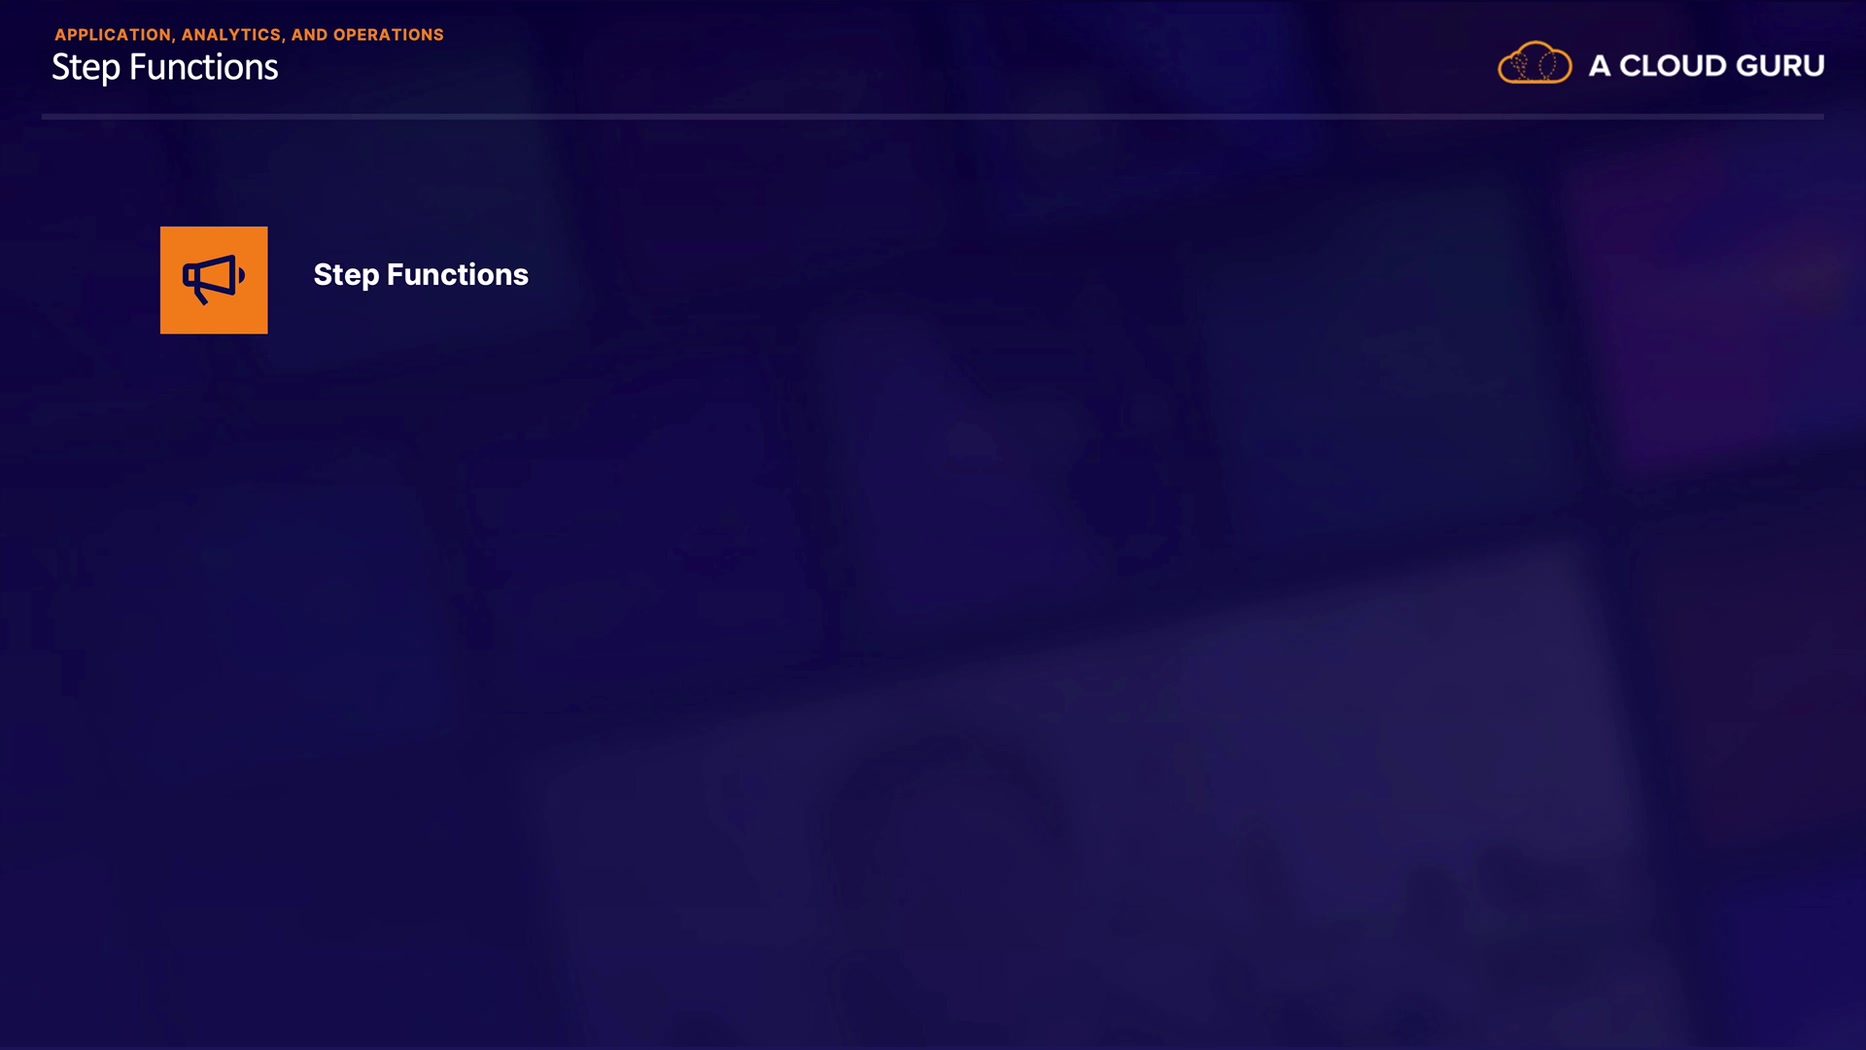 APPLICATION, ANALYTICS, AND OPERATIONS
Step Functions
A CLOUD GURU
Step Functions